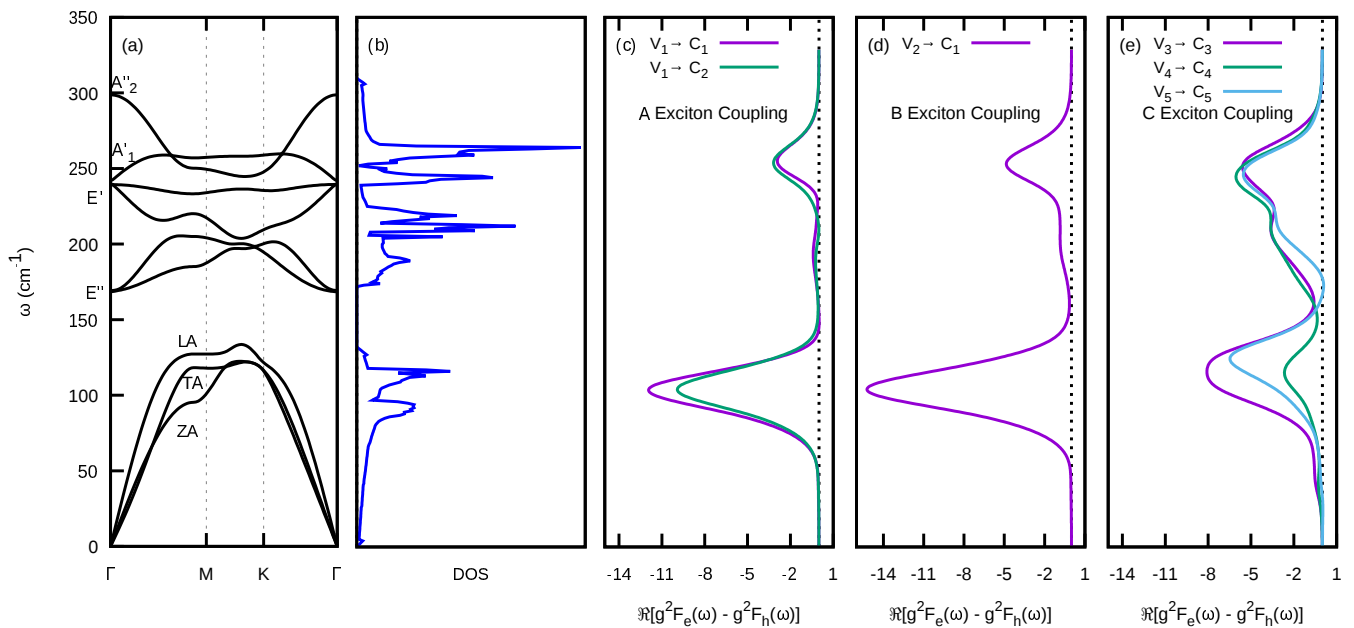 350
300
250
200
150
100
50
0
ω (cm⁻¹)
(a)
A''₂
A'₁
E'
E''
LA
TA
ZA
Γ M K Γ
(b)
DOS
(c) V₁→ C₁
V₁→ C₂
A Exciton Coupling
-14 -11 -8 -5 -2 1
ℜ[g²Fₑ(ω) - g²Fₕ(ω)]
(d) V₂→ C₁
B Exciton Coupling
-14 -11 -8 -5 -2 1
ℜ[g²Fₑ(ω) - g²Fₕ(ω)]
(e) V₃→ C₃
V₄→ C₄
V₅→ C₅
C Exciton Coupling
-14 -11 -8 -5 -2 1
ℜ[g²Fₑ(ω) - g²Fₕ(ω)]